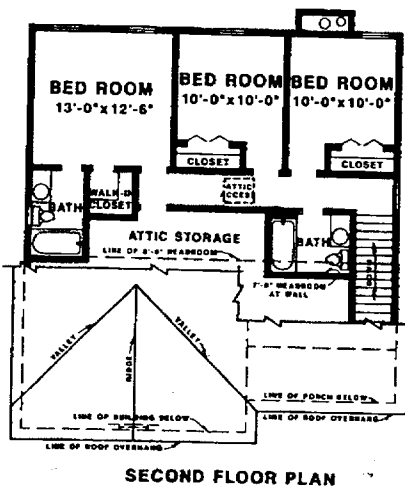 BED ROOM
13'-0"x12'-6"
BED ROOM
10'-0"x10'-0"
BED ROOM
10'-0"x10'-0"
CLOSET
CLOSET
WALK-IN
CLOSET
BATH
ATTIC
ACCESS
ATTIC STORAGE
LINE OF HEADROOM
BATH
7'-0" HEADROOM
AT WALL
DOWN
VALLEY
VALLEY
RIDGE
LINE OF PORCH BELOW
LINE OF BUILDING BELOW
LINE OF ROOF OVERHANG
LINE OF ROOF OVERHANG
SECOND FLOOR PLAN